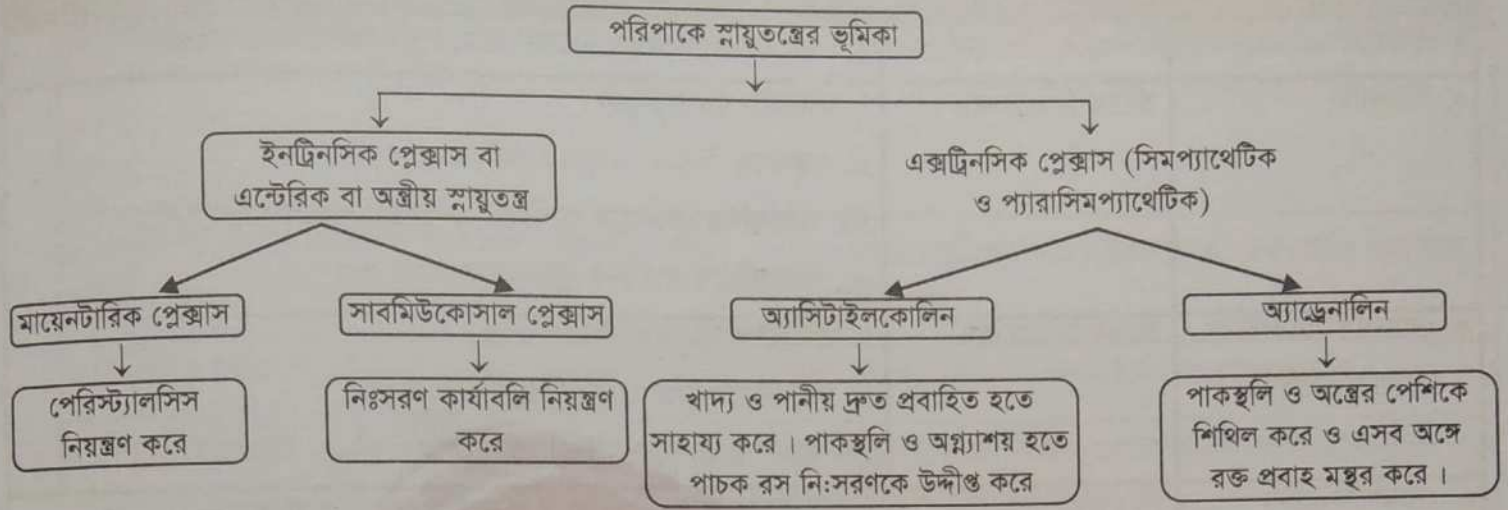 পরিপাকে স্নায়ুতন্ত্রের ভূমিকা
ইনট্রিনসিক প্লেক্সাস বা
এন্টেরিক বা অন্ত্রীয় স্নায়ুতন্ত্র
এক্সট্রিনসিক প্লেক্সাস (সিমপ্যাথেটিক
ও প্যারাসিমপ্যাথেটিক)
মায়েনটারিক প্লেক্সাস
সাবমিউকোসাল প্লেক্সাস
অ্যাসিটাইলকোলিন
অ্যাড্রেনালিন
পেরিস্ট্যালসিস
নিয়ন্ত্রণ করে
নিঃসরণ কার্যাবলি নিয়ন্ত্রণ
করে
খাদ্য ও পানীয় দ্রুত প্রবাহিত হতে
সাহায্য করে । পাকস্থলি ও অগ্ন্যাশয় হতে
পাচক রস নি:সরণকে উদ্দীপ্ত করে
পাকস্থলি ও অন্ত্রের পেশিকে
শিথিল করে ও এসব অঙ্গে
রক্ত প্রবাহ মন্থর করে ।